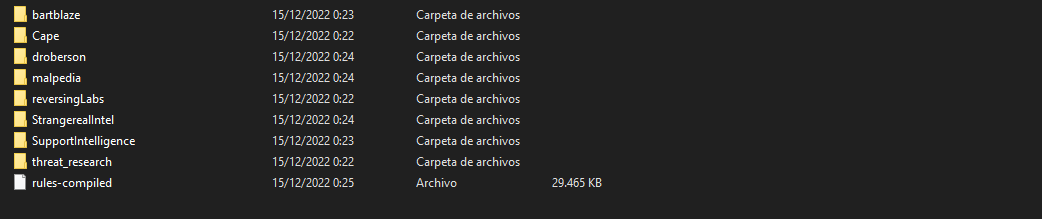 bartblaze 15/12/2022 0:23 Carpeta de archivos
Cape 15/12/2022 0:22 Carpeta de archivos
droberson 15/12/2022 0:24 Carpeta de archivos
malpedia 15/12/2022 0:24 Carpeta de archivos
reversingLabs 15/12/2022 0:22 Carpeta de archivos
StrangerealIntel 15/12/2022 0:24 Carpeta de archivos
SupportIntelligence 15/12/2022 0:23 Carpeta de archivos
threat_research 15/12/2022 0:22 Carpeta de archivos
rules-compiled 15/12/2022 0:25 Archivo 29.465 KB